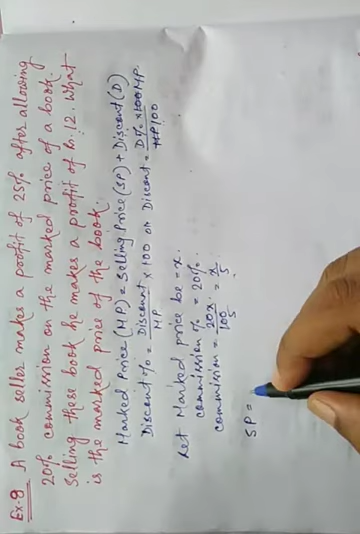 Ex.8 A book seller makes a profit of 25% after allowing
20% commission on the marked price of a book.
Selling these book he makes a profit of Rs.12. What
is the marked price of the book.
Marked Price (MP) = Selling Price (SP) + Discount (D)
Discount % = Discount/MP × 100 or Discount = D% × MP/100
Let Marked price be = x.
commission % = 20%.
commission = 20x/100 = x/5
SP =